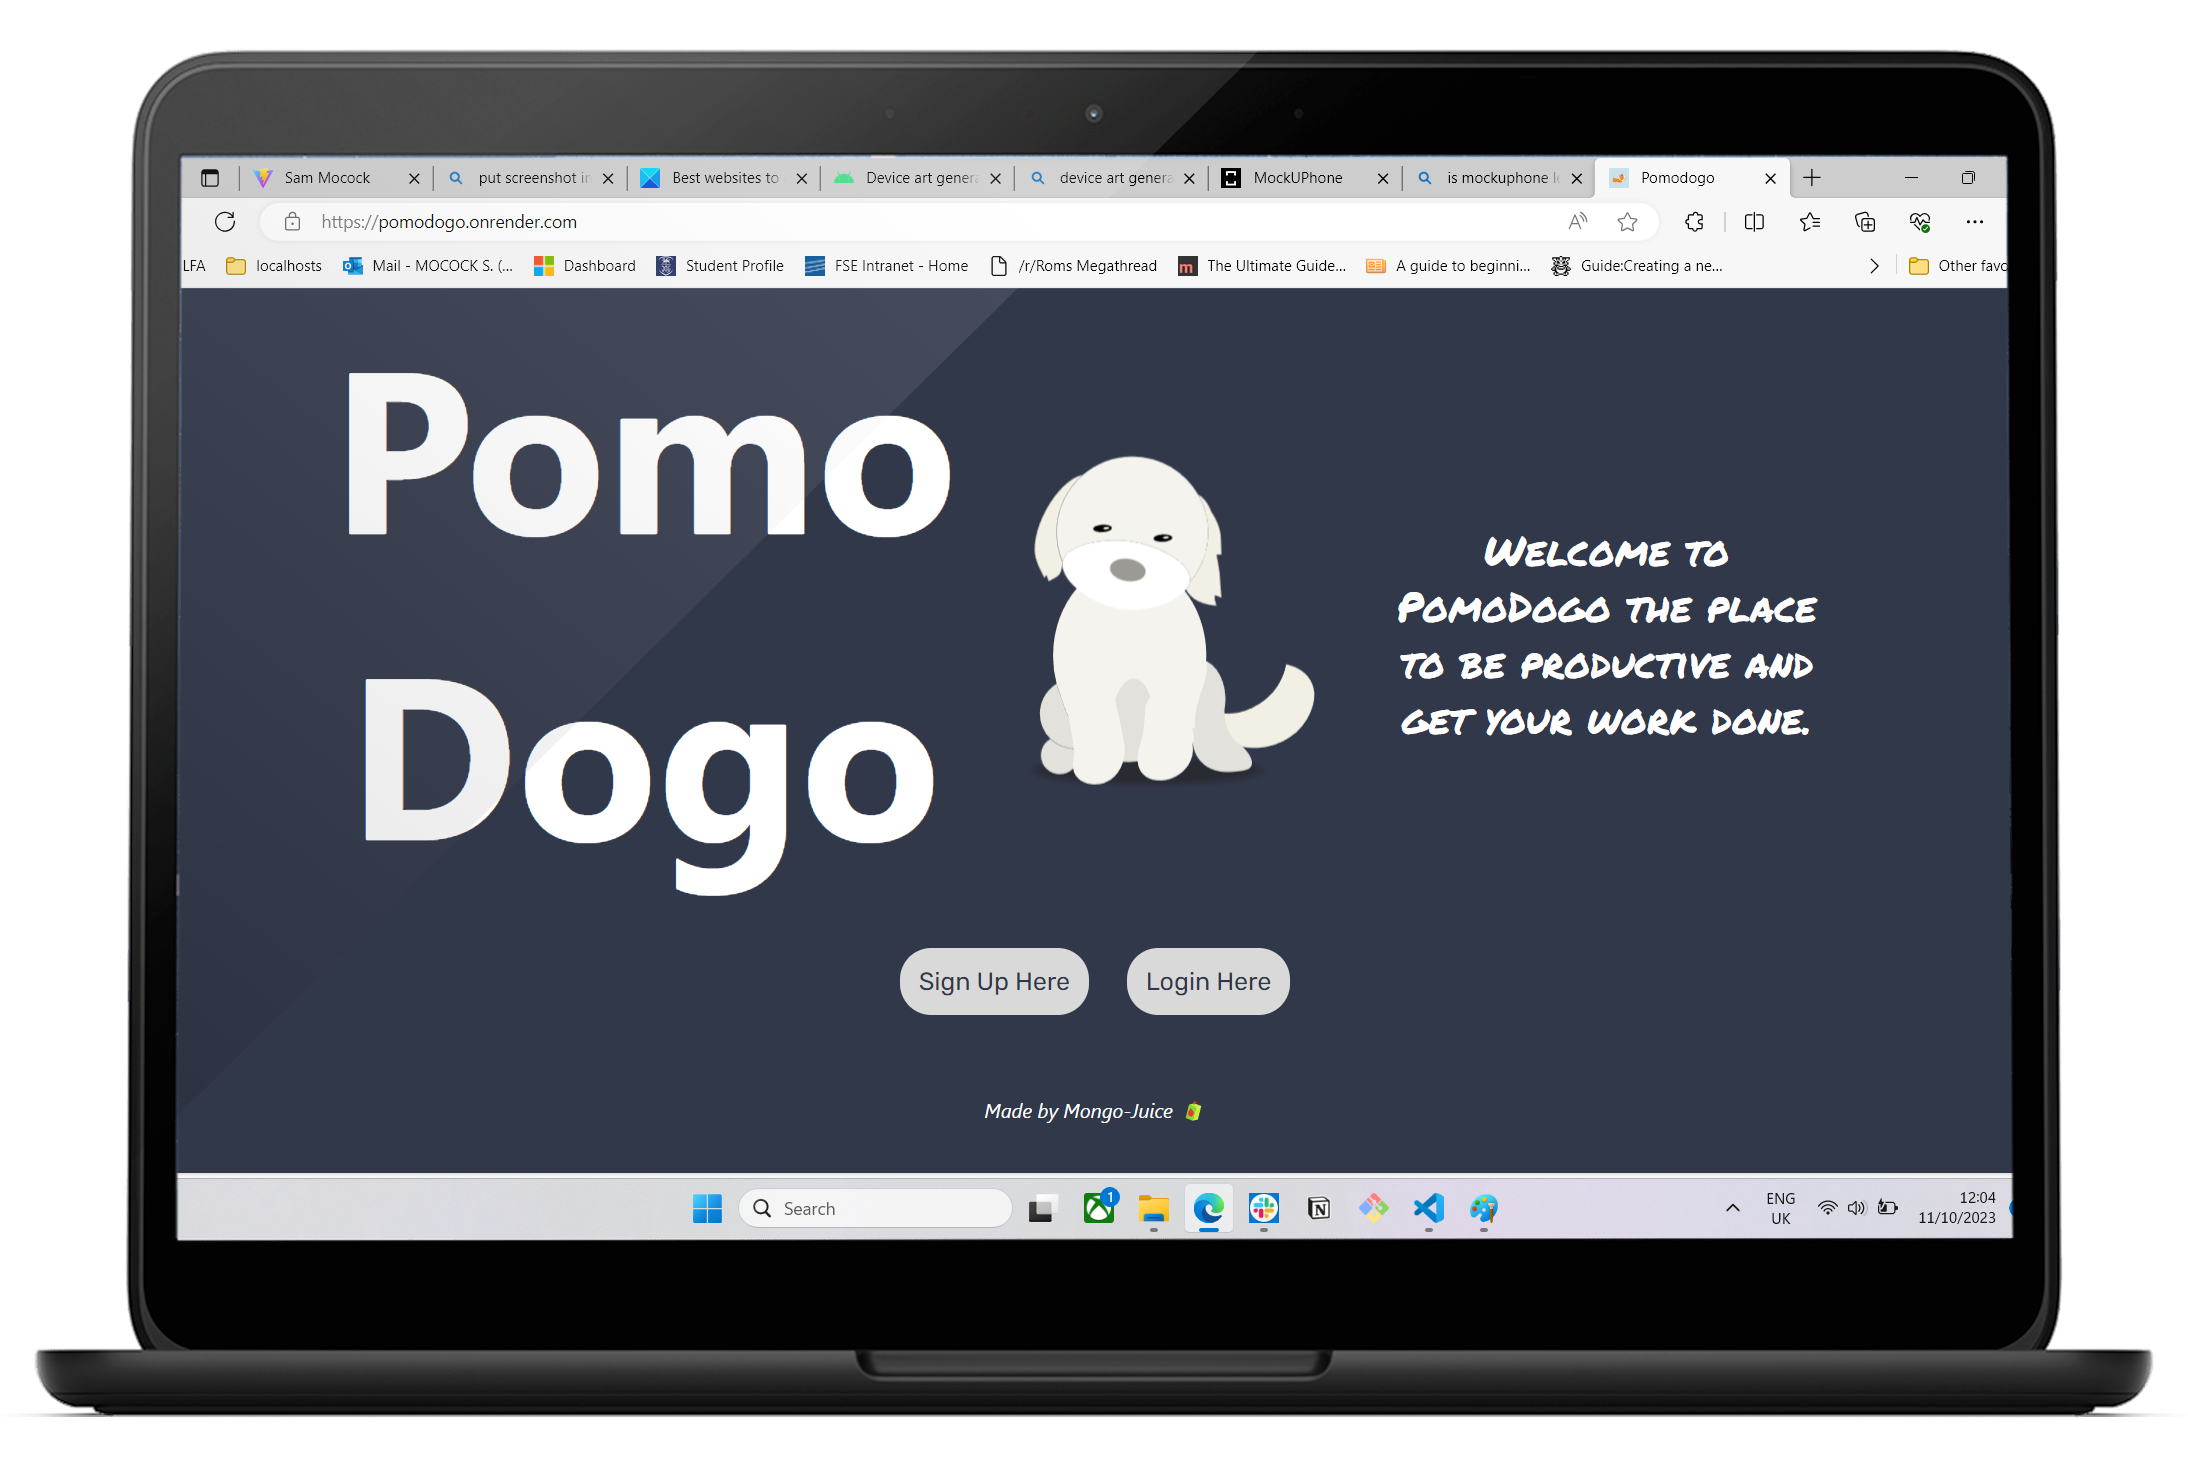 Sam Mocock
put screenshot in
Best websites to
Device art genera
device art genera
MockUPhone
is mockuphone le
Pomodogo
https://pomodogo.onrender.com
LFA
localhosts
Mail - MOCOCK S. (...
Dashboard
Student Profile
FSE Intranet - Home
/r/Roms Megathread
The Ultimate Guide...
A guide to beginni...
Guide:Creating a ne...
Other favo
Pomo
Dogo
Welcome to
PomoDogo the place
to be productive and
get your work done.
Sign Up Here
Login Here
Made by Mongo-Juice
Search
1
ENG
UK
12:04
11/10/2023